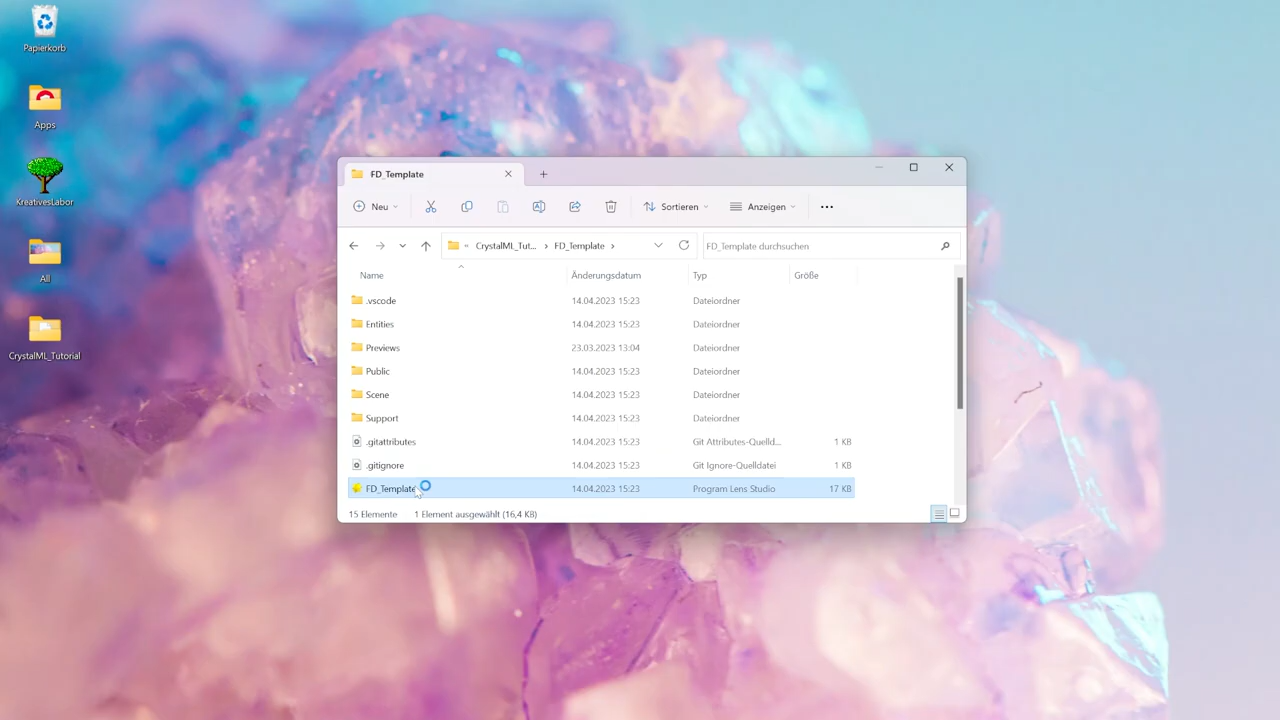 Papierkorb
Apps
KreativesLabor
All
CrystalML_Tutorial
FD_Template
Neu
Sortieren
Anzeigen
« CrystalML_Tut... > FD_Template >
FD_Template durchsuchen
Name Änderungsdatum Typ Größe
.vscode 14.04.2023 15:23 Dateiordner
Entities 14.04.2023 15:23 Dateiordner
Previews 23.03.2023 13:04 Dateiordner
Public 14.04.2023 15:23 Dateiordner
Scene 14.04.2023 15:23 Dateiordner
Support 14.04.2023 15:23 Dateiordner
.gitattributes 14.04.2023 15:23 Git Attributes-Quelld... 1 KB
.gitignore 14.04.2023 15:23 Git Ignore-Quelldatei 1 KB
FD_Template 14.04.2023 15:23 Program Lens Studio 17 KB
15 Elemente 1 Element ausgewählt (16,4 KB)